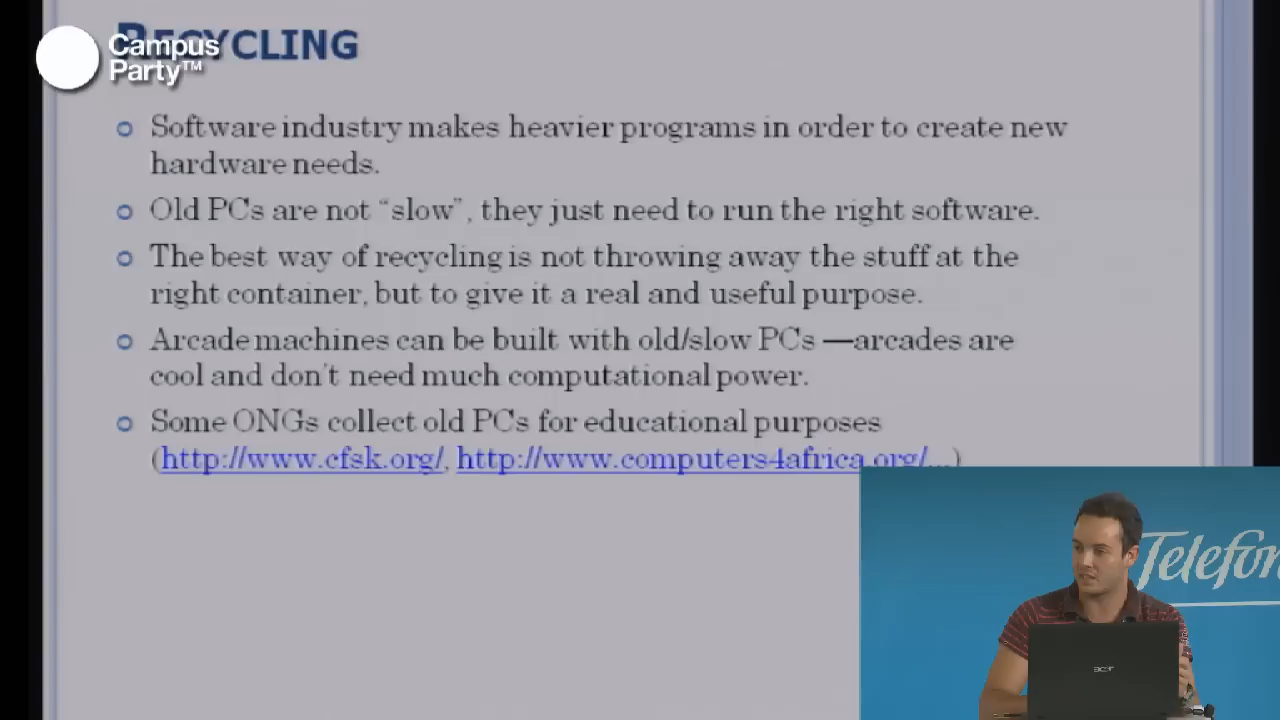 RECYCLING
Campus
Party™
Software industry makes heavier programs in order to create new
hardware needs.
Old PCs are not “slow”, they just need to run the right software.
The best way of recycling is not throwing away the stuff at the
right container, but to give it a real and useful purpose.
Arcade machines can be built with old/slow PCs —arcades are
cool and don't need much computational power.
Some ONGs collect old PCs for educational purposes
(http://www.cfsk.org/, http://www.computers4africa.org/...)
Telefón
acer